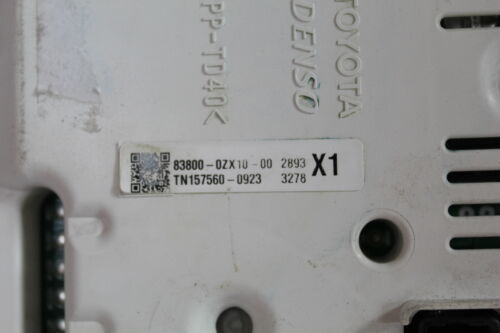 TOYOTA
DENSO
PP-TD40<
83800-0ZX10-00 2893 X1
TN157560-0923 3278